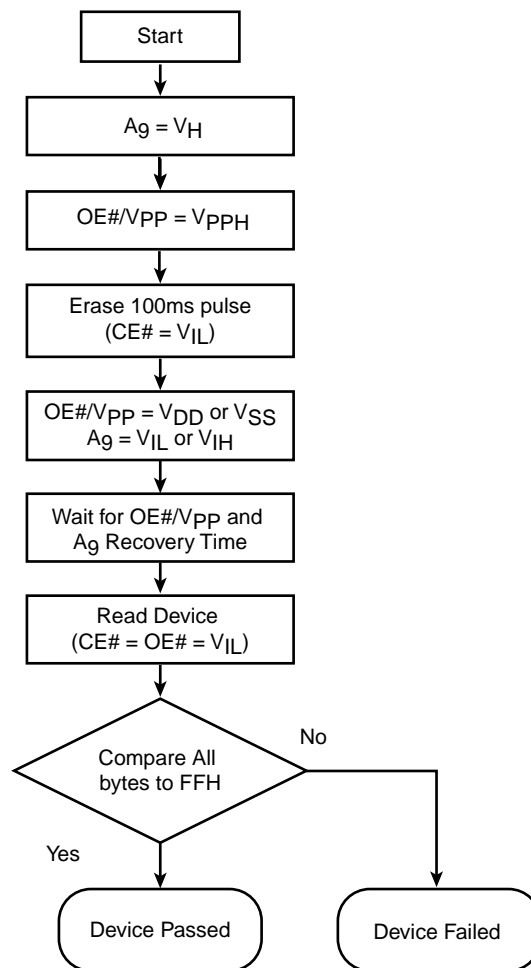 Start
A9 = VH
OE#/VPP = VPPH
Erase 100ms pulse
(CE# = VIL)
OE#/VPP = VDD or VSS
A9 = VIL or VIH
Wait for OE#/VPP and
A9 Recovery Time
Read Device
(CE# = OE# = VIL)
No
Compare All
bytes to FFH
Yes
Device Passed
Device Failed